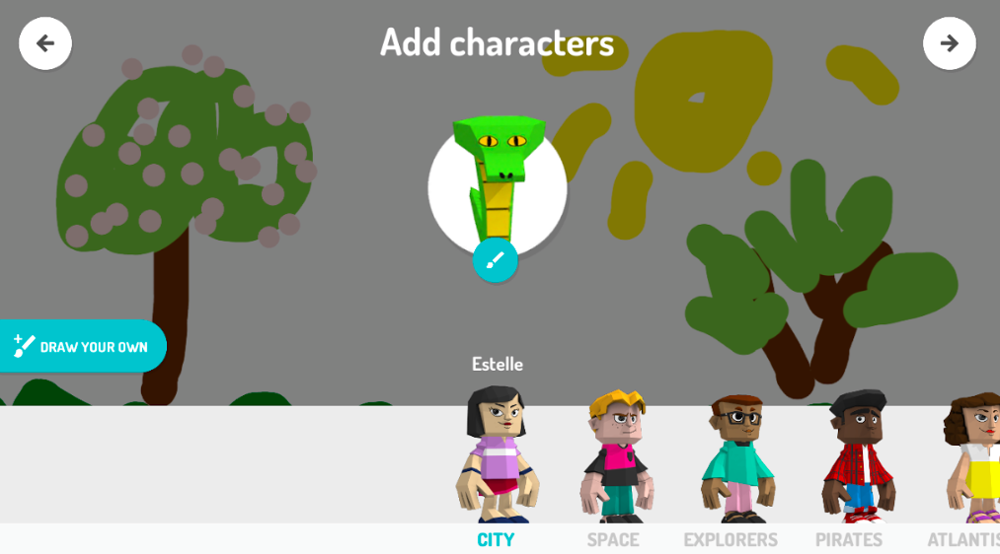 Add characters
DRAW YOUR OWN
Estelle
CITY
SPACE
EXPLORERS
PIRATES
ATLANTIS